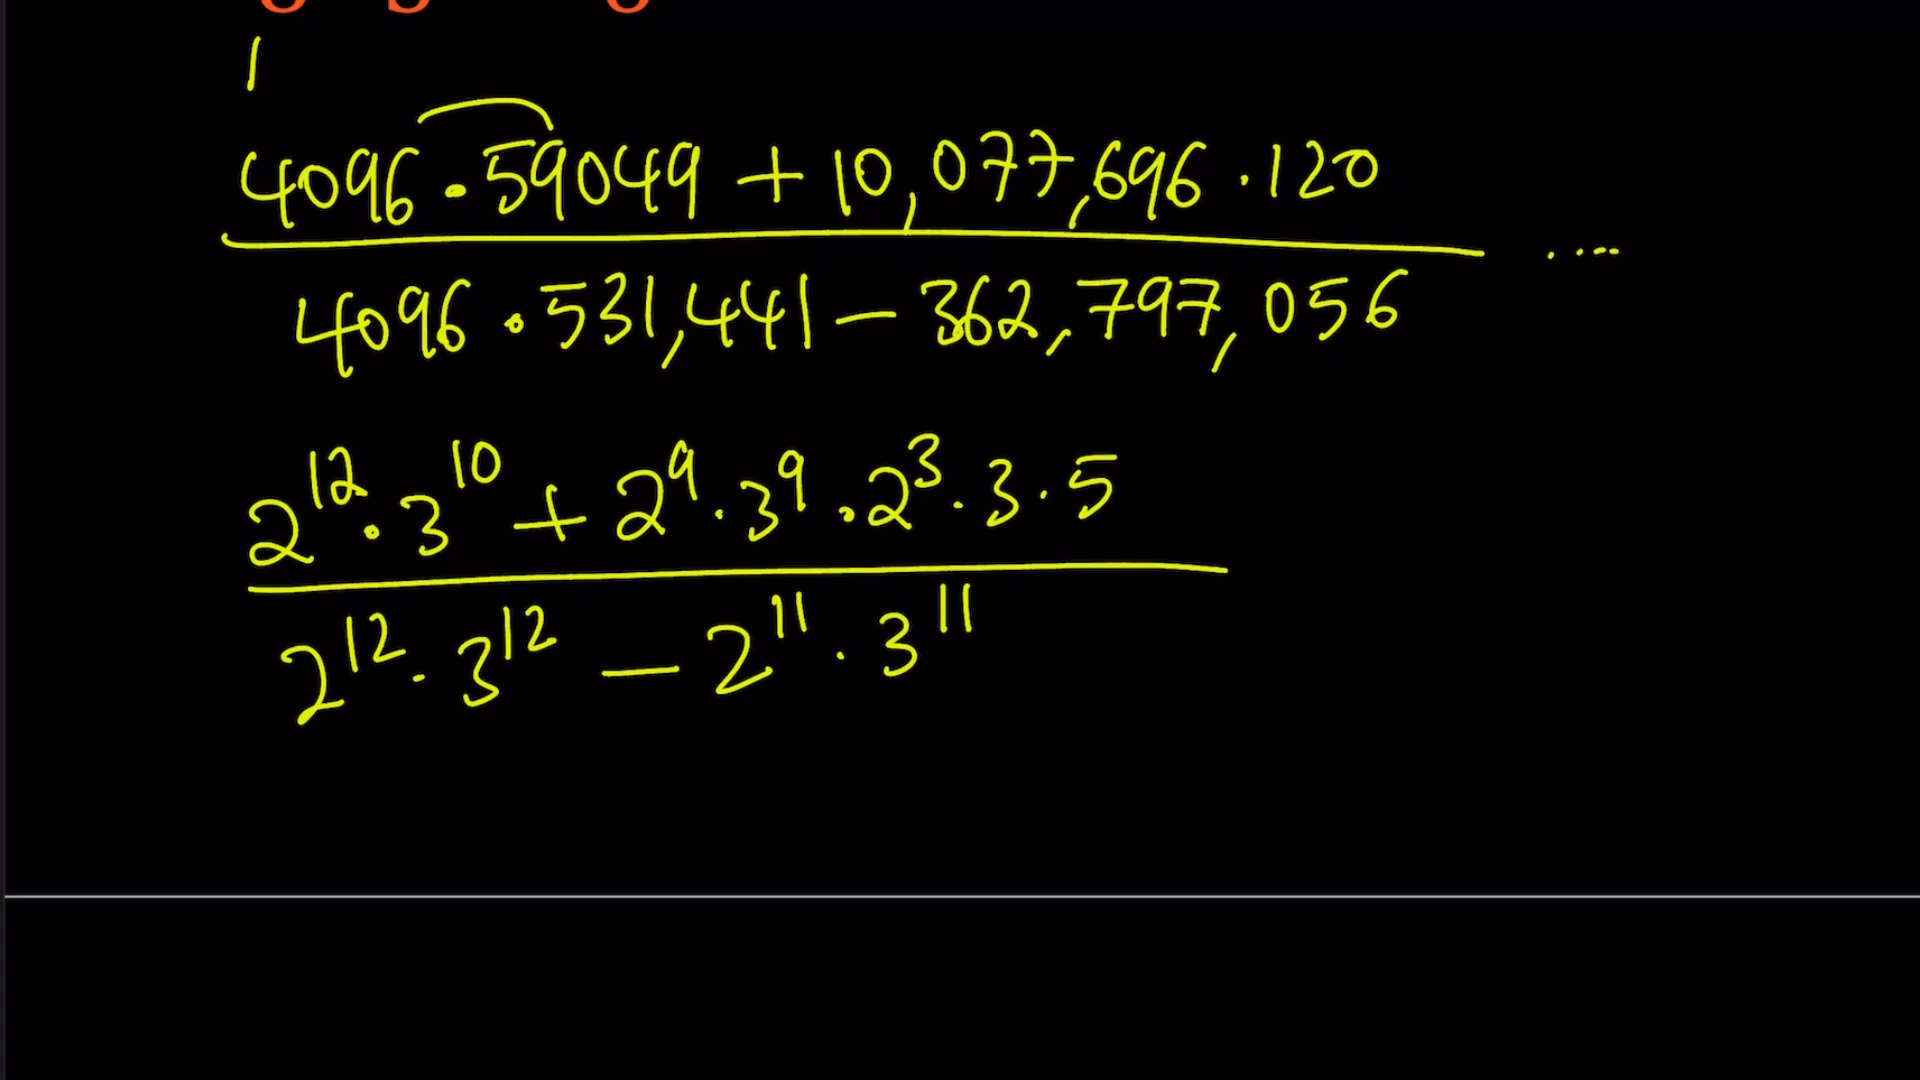 1
4096 · 59049 + 10,077,696 · 120
4096 · 531,441 – 362,797,056
....
2^12 · 3^10 + 2^9 · 3^9 · 2^3 · 3 · 5
2^12 · 3^12 – 2^11 · 3^11